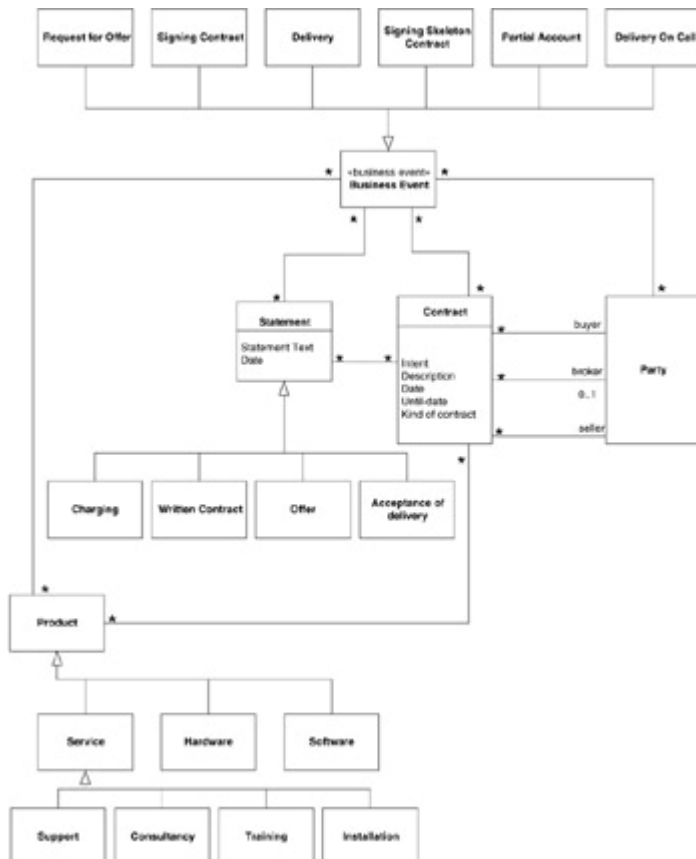 Request for Offer
Signing Contract
Delivery
Signing Skeleton
Contract
Partial Account
Delivery On Call
*
«business event»
Business Event
*
*
*
*
*
*
Statement
Statement Text
Date
*
*
Contract
Intent
Description
Date
Until-date
Kind of contract
*
buyer
*
broker
0..1
*
seller
Party
*
Charging
Written Contract
Offer
Acceptance of
delivery
*
Product
*
Service
Hardware
Software
Support
Consultancy
Training
Installation